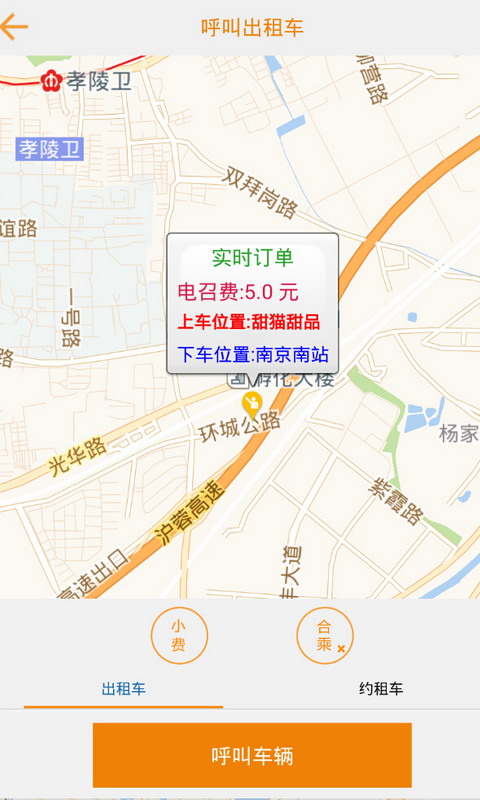 呼叫出租车
孝陵卫
孝陵卫
双拜岗路
谊路
一号路
路
实时订单
电召费:5.0 元
上车位置:甜猫甜品
下车位置:南京南站
孵化大楼
环城公路
光华路
沪蓉高速
杨家
紫霞路
高速出口
丰大道
小费
合乘
出租车
约租车
呼叫车辆